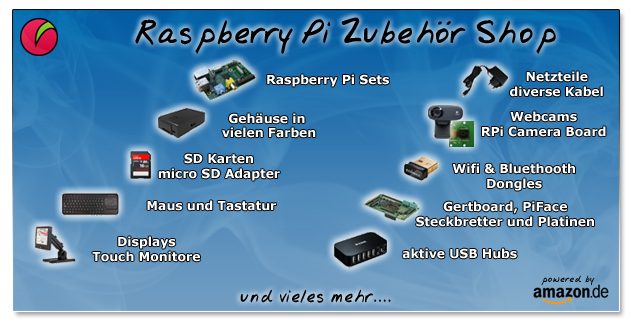 Raspberry Pi Zubehör Shop
Raspberry Pi Sets
Gehäuse in
vielen Farben
SD Karten
micro SD Adapter
Maus und Tastatur
Displays
Touch Monitore
Netzteile
diverse Kabel
Webcams
RPi Camera Board
Wifi & Bluethooth
Dongles
Gertboard, PiFace
Steckbretter und Platinen
aktive USB Hubs
und vieles mehr....
powered by
amazon.de